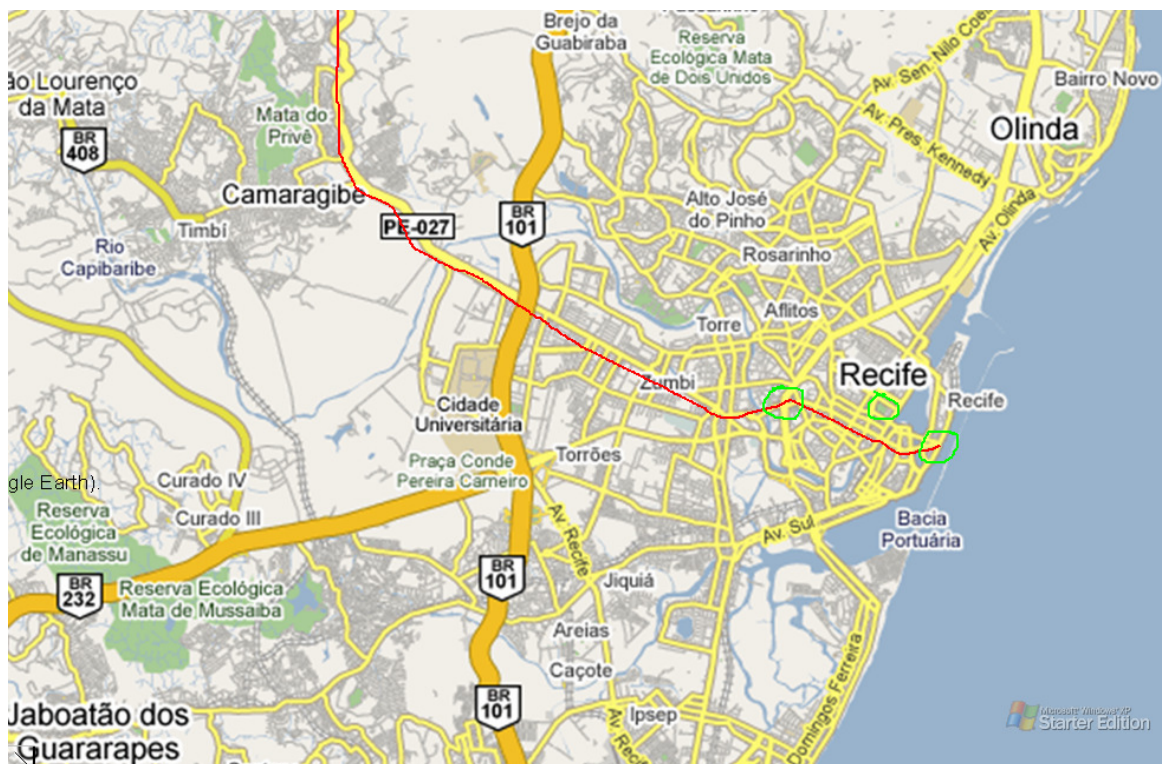 Brejo da
Guabiraba
Reserva
Ecológica Mata
de Dois Unidos
Av. Sen. Nilo
Bairro Novo
ão Lourenço
da Mata
BR
408
Mata do
Privê
Av. Pres. Kennedy
Olinda
Camaragibe
Timbí
PE-027
BR
101
Alto José
do Pinho
Av. Olinda
Rio
Capibaribe
Rosarinho
Torre
Aflitos
Zumbi
Recife
Recife
Cidade
Universitária
Torrões
Praça Conde
Pereira Carneiro
gle Earth).
Curado IV
Curado III
Reserva
Ecológica
de Manassu
Av. Recife
Av. Sul
Bacia
Portuária
BR
232
Reserva Ecológica
Mata de Mussaiba
BR
101
Jiquiá
Areias
Caçote
Jaboatão dos
Guararapes
BR
101
Ipsep
Av. Reci
Domingos Ferreira
Microsoft Windows XP
Starter Edition